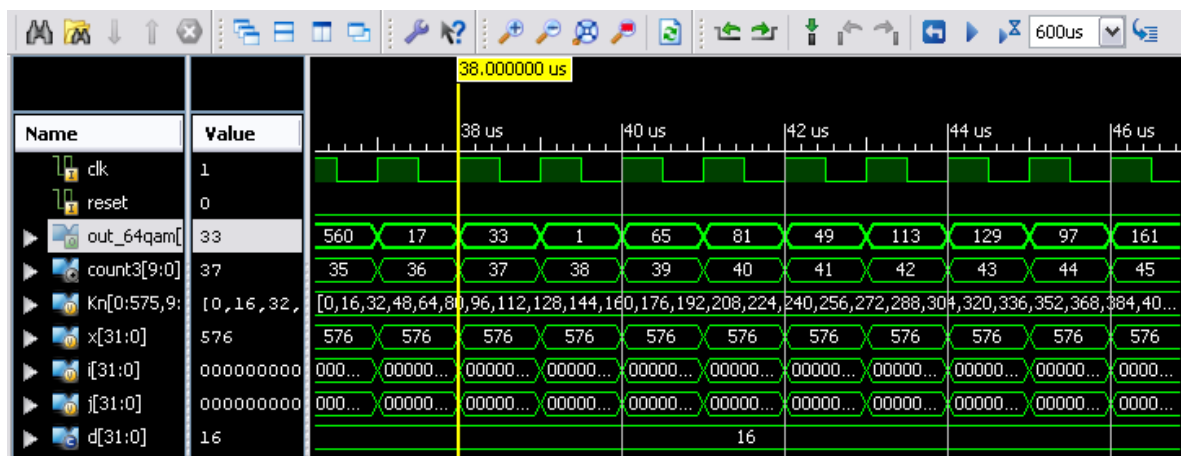 600us
38.000000 us
Name Value 38 us 40 us 42 us 44 us 46 us
clk 1
reset 0
out_64qam[ 33 560 17 33 1 65 81 49 113 129 97 161
count3[9:0] 37 35 36 37 38 39 40 41 42 43 44 45
Kn[0:575,9: [0,16,32, [0,16,32,48,64,80,96,112,128,144,160,176,192,208,224,240,256,272,288,304,320,336,352,368,384,40...
x[31:0] 576 576 576 576 576 576 576 576 576 576 576 576
i[31:0] 000000000 000... 00000... 00000... 00000... 00000... 00000... 00000... 00000... 00000... 00000... 0000...
j[31:0] 000000000 000... 00000... 00000... 00000... 00000... 00000... 00000... 00000... 00000... 00000... 0000...
d[31:0] 16 16